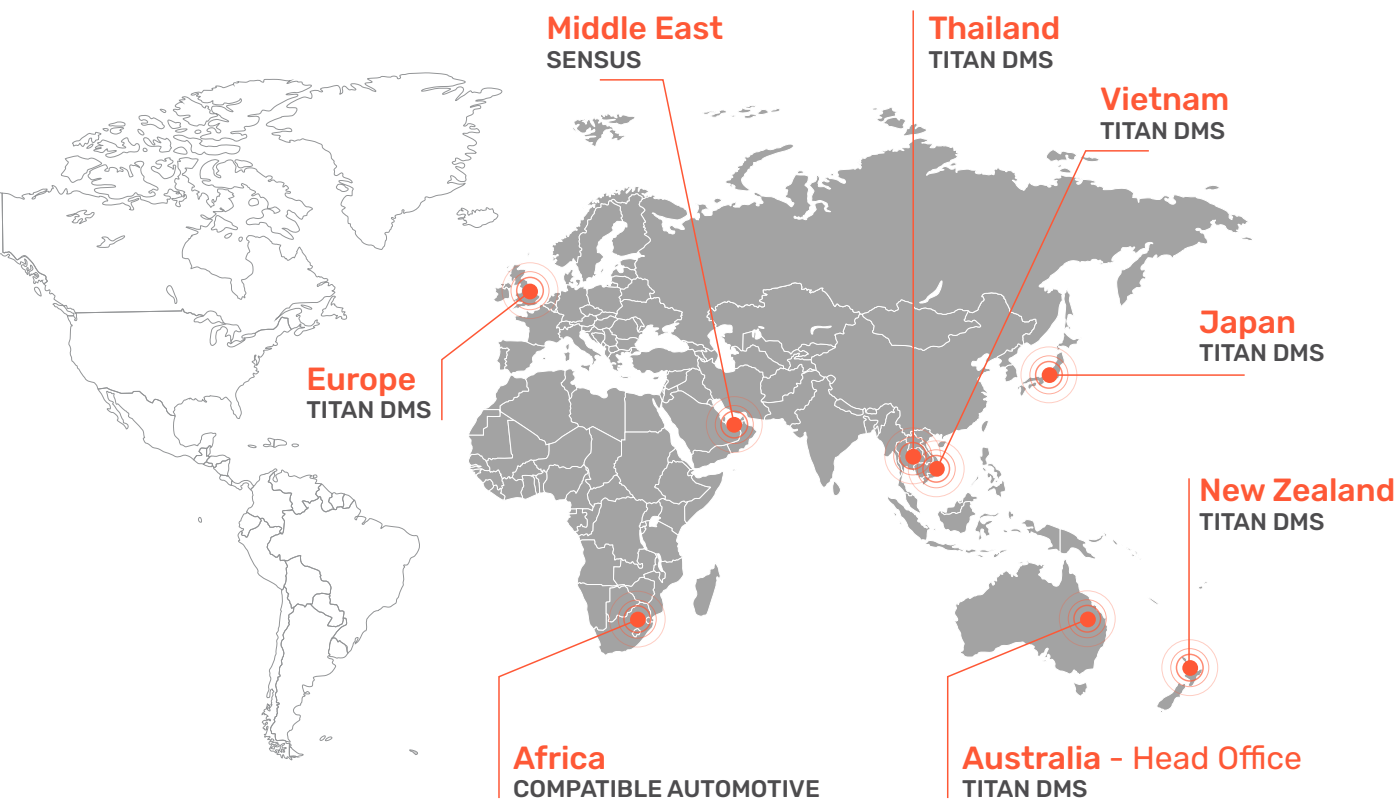 Middle East
SENSUS
Thailand
TITAN DMS
Vietnam
TITAN DMS
Japan
TITAN DMS
Europe
TITAN DMS
New Zealand
TITAN DMS
Africa
COMPATIBLE AUTOMOTIVE
Australia - Head Office
TITAN DMS